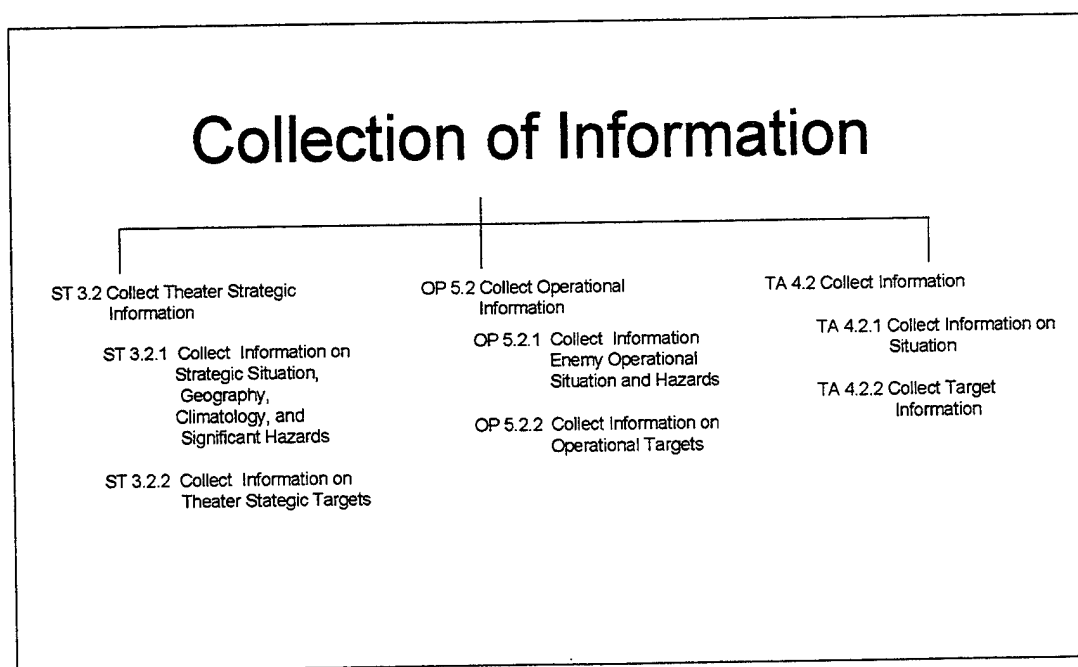 Collection of Information
ST 3.2 Collect Theater Strategic
Information
ST 3.2.1 Collect Information on
Strategic Situation,
Geography,
Climatology, and
Significant Hazards
ST 3.2.2 Collect Information on
Theater Stategic Targets
OP 5.2 Collect Operational
Information
OP 5.2.1 Collect Information
Enemy Operational
Situation and Hazards
OP 5.2.2 Collect Information on
Operational Targets
TA 4.2 Collect Information
TA 4.2.1 Collect Information on
Situation
TA 4.2.2 Collect Target
Information